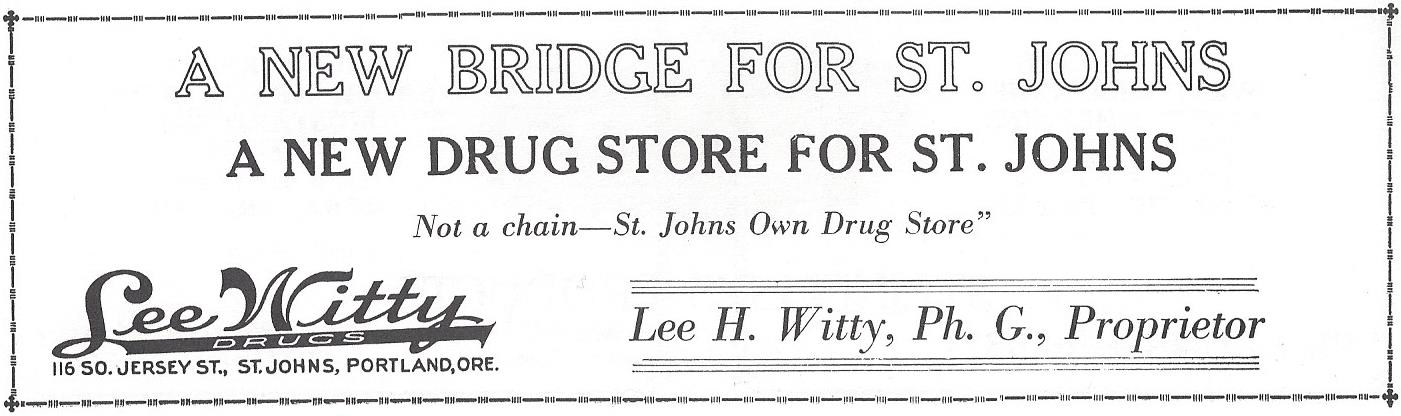 A NEW BRIDGE FOR ST. JOHNS
A NEW DRUG STORE FOR ST. JOHNS
Not a chain—St. Johns Own Drug Store”
Lee Witty
DRUGS
116 SO. JERSEY ST., ST. JOHNS, PORTLAND, ORE.
Lee H. Witty, Ph. G., Proprietor